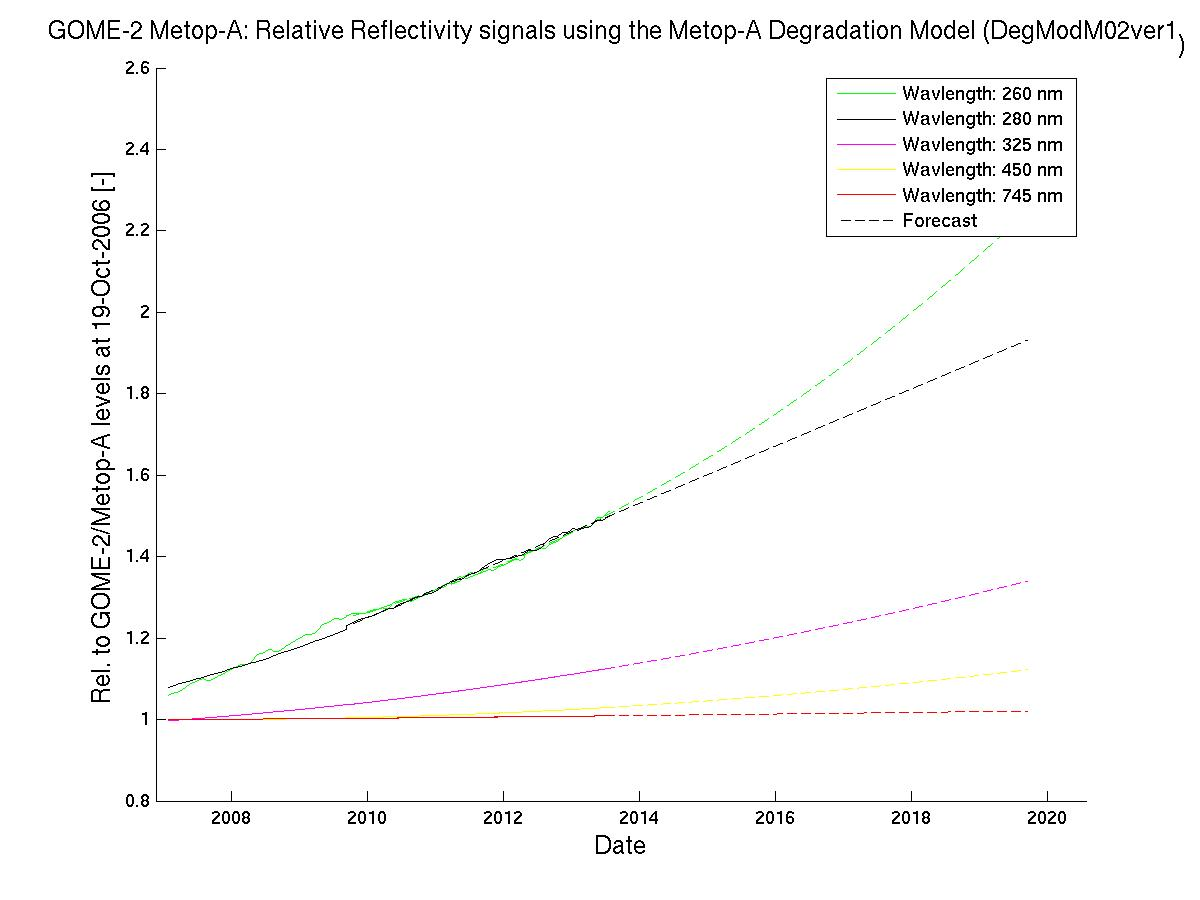 GOME-2 Metop-A: Relative Reflectivity signals using the Metop-A Degradation Model (DegModM02ver1)
2.6
2.4
2.2
2
1.8
1.6
1.4
1.2
1
0.8
Rel. to GOME-2/Metop-A levels at 19-Oct-2006 [-]
Wavlength: 260 nm
Wavlength: 280 nm
Wavlength: 325 nm
Wavlength: 450 nm
Wavlength: 745 nm
Forecast
2008 2010 2012 2014 2016 2018 2020
Date